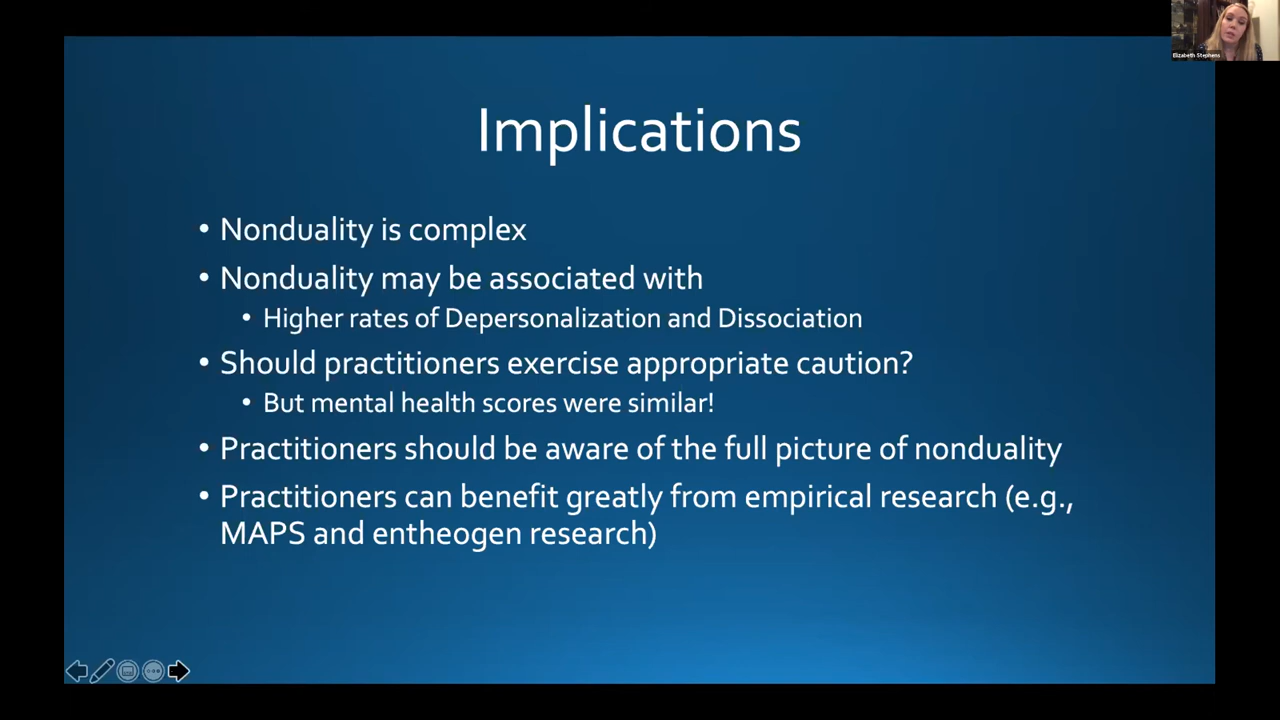 Elizabeth Stephens
Implications
• Nonduality is complex
• Nonduality may be associated with
• Higher rates of Depersonalization and Dissociation
• Should practitioners exercise appropriate caution?
• But mental health scores were similar!
• Practitioners should be aware of the full picture of nonduality
• Practitioners can benefit greatly from empirical research (e.g.,
MAPS and entheogen research)